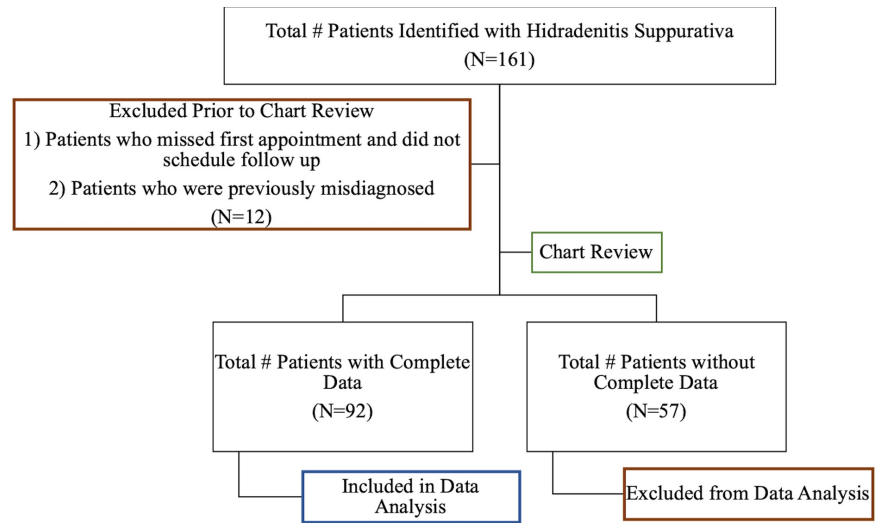 Total # Patients Identified with Hidradenitis Suppurativa
(N=161)
Excluded Prior to Chart Review
1) Patients who missed first appointment and did not
schedule follow up
2) Patients who were previously misdiagnosed
(N=12)
Chart Review
Total # Patients with Complete
Data
(N=92)
Total # Patients without
Complete Data
(N=57)
Included in Data
Analysis
Excluded from Data Analysis